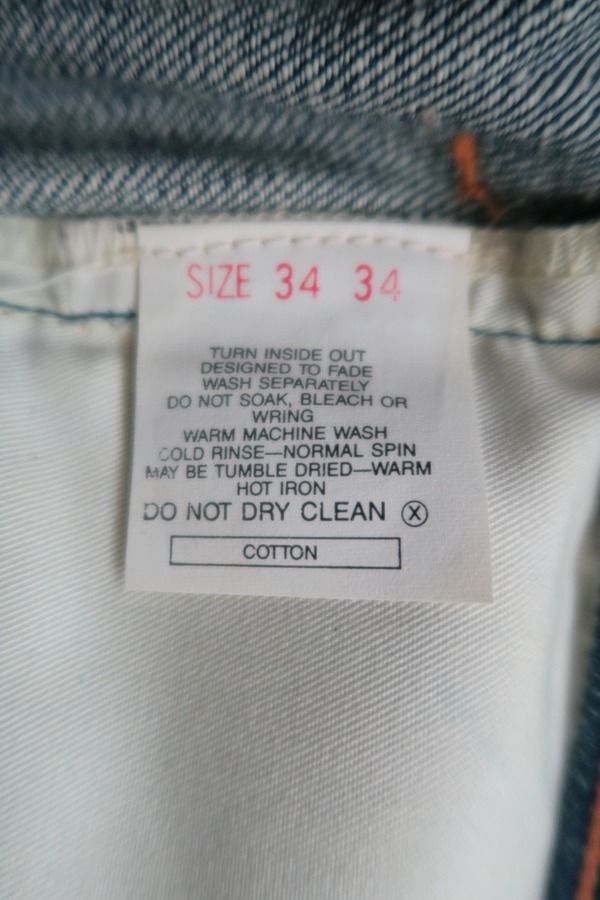 SIZE 34 34
TURN INSIDE OUT
DESIGNED TO FADE
WASH SEPARATELY
DO NOT SOAK, BLEACH OR
WRING
WARM MACHINE WASH
COLD RINSE—NORMAL SPIN
MAY BE TUMBLE DRIED—WARM
HOT IRON
DO NOT DRY CLEAN Ⓧ
COTTON